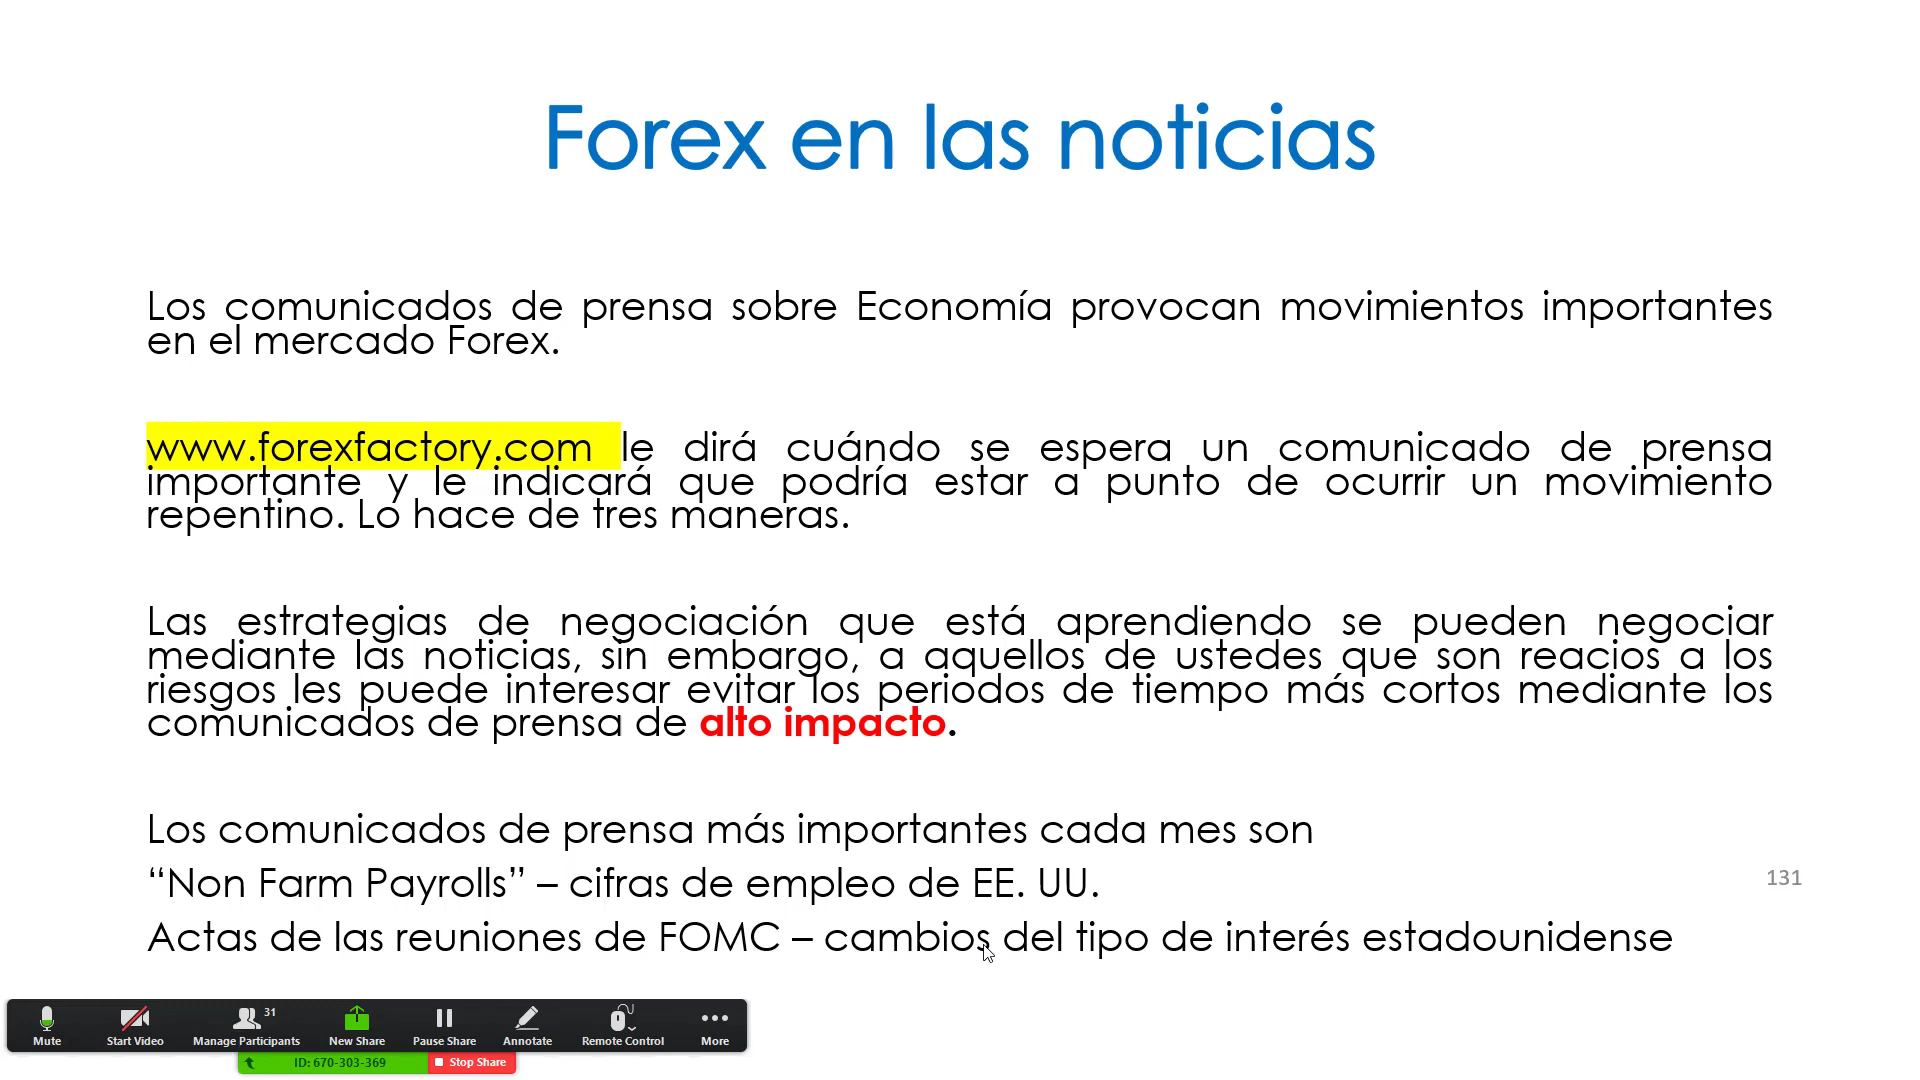 Forex en las noticias
Los comunicados de prensa sobre Economía provocan movimientos importantes
en el mercado Forex.
www.forexfactory.com le dirá cuándo se espera un comunicado de prensa
importante y le indicará que podría estar a punto de ocurrir un movimiento
repentino. Lo hace de tres maneras.
Las estrategias de negociación que está aprendiendo se pueden negociar
mediante las noticias, sin embargo, a aquellos de ustedes que son reacios a los
riesgos les puede interesar evitar los periodos de tiempo más cortos mediante los
comunicados de prensa de alto impacto.
Los comunicados de prensa más importantes cada mes son
“Non Farm Payrolls” – cifras de empleo de EE. UU.
131
Actas de las reuniones de FOMC – cambios del tipo de interés estadounidense
31
Mute Start Video Manage Participants New Share Pause Share Annotate Remote Control More
ID: 670-303-369 Stop Share